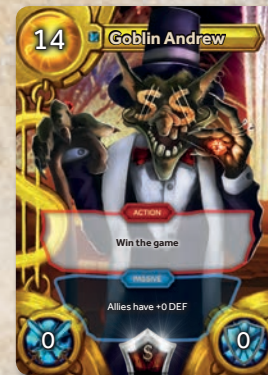 14
Goblin Andrew
$ $
ACTION
Win the game
PASSIVE
Allies have +0 DEF
0
$
0